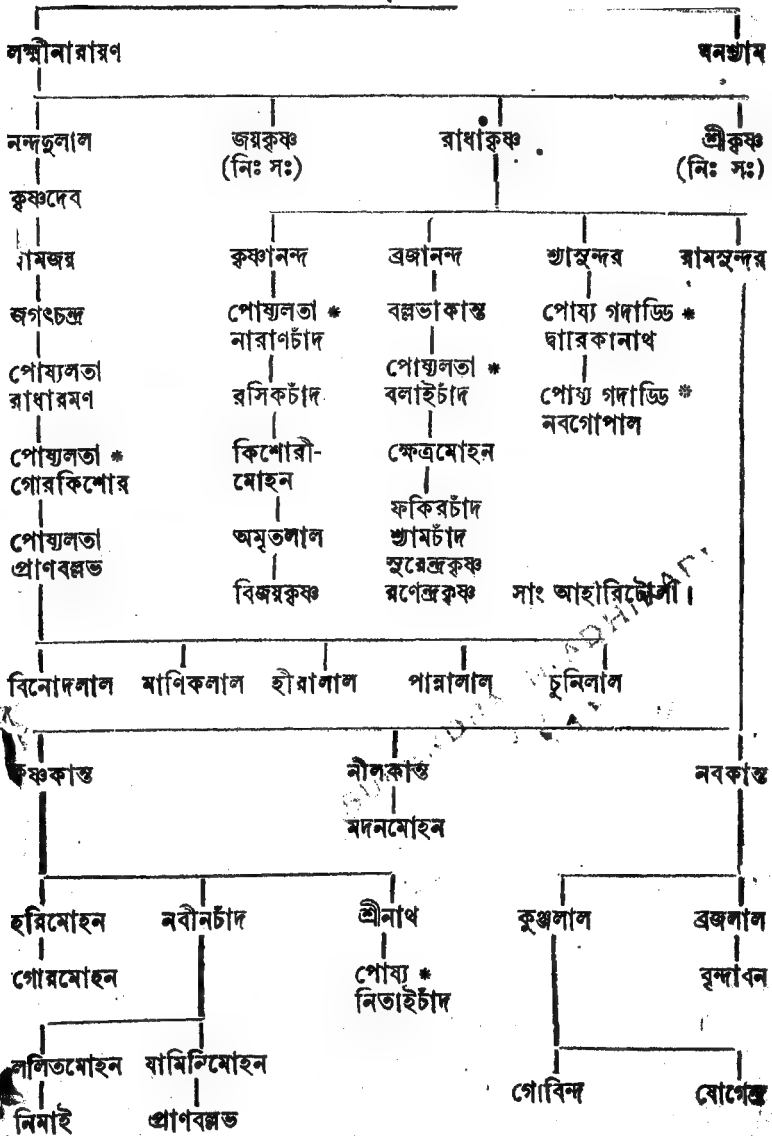 লক্ষ্মীনারায়ণ ঘনশ্যাম
নন্দদুলাল জয়কৃষ্ণ রাধাকৃষ্ণ শ্রীকৃষ্ণ
(নিঃ সঃ) (নিঃ সঃ)
কৃষ্ণদেব
রামজয় কৃষ্ণানন্দ ব্রজানন্দ শ্যাসুন্দর রামসুন্দর
জগৎচন্দ্র পোষ্যলতা * বল্লভাকান্ত পোষ্য গদাড্ডি *
নারাণচাঁদ দ্বারিকানাথ
পোষ্যলতা পোষ্যলতা *
রাধারমণ রসিকচাঁদ বলাইচাঁদ পোষ্য গদাড্ডি *
নবগোপাল
পোষ্যলতা * কিশোরী- ক্ষেত্রমোহন
গোরকিশোর মোহন
ফকিরচাঁদ
পোষ্যলতা অমৃতলাল শ্যামচাঁদ
প্রাণবল্লভ সুরেন্দ্রকৃষ্ণ
বিজয়কৃষ্ণ রণেন্দ্রকৃষ্ণ সাং আহারিটোলা।
বিনোদলাল মাণিকলাল হীরালাল পান্নালাল চুনিলাল
কৃষ্ণকান্ত নীলকান্ত নবকান্ত
মদনমোহন
হরিমোহন নবীনচাঁদ শ্রীনাথ কুঞ্জলাল ব্রজলাল
গোরমোহন পোষ্য * বৃন্দাবন
নিতাইচাঁদ
ললিতমোহন যামিনিমোহন গোবিন্দ যোগেন্দ্র
নিমাই প্রাণবল্লভ